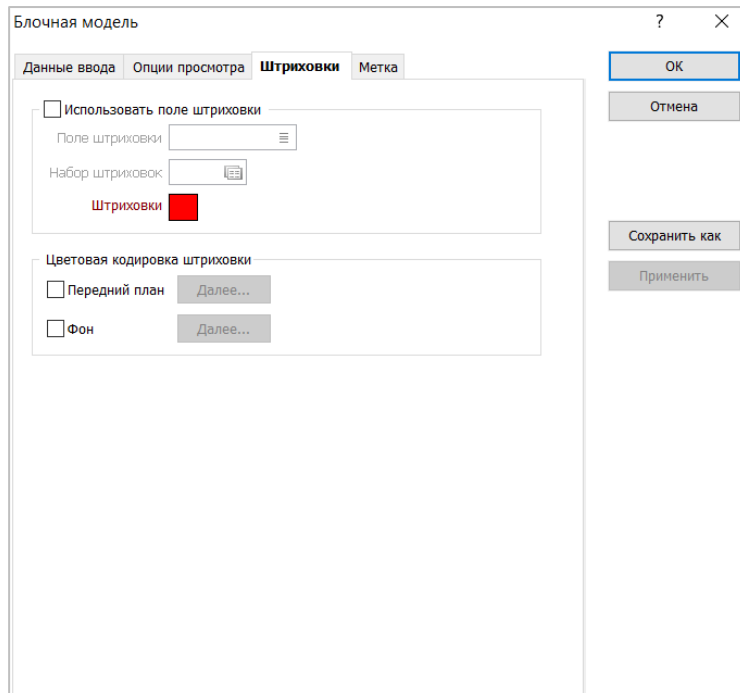 Блочная модель
?
Данные ввода Опции просмотра Штриховки Метка
ОК
Отмена
Использовать поле штриховки
Поле штриховки
Набор штриховок
Штриховки
Сохранить как
Применить
Цветовая кодировка штриховки
Передний план Далее...
Фон Далее...